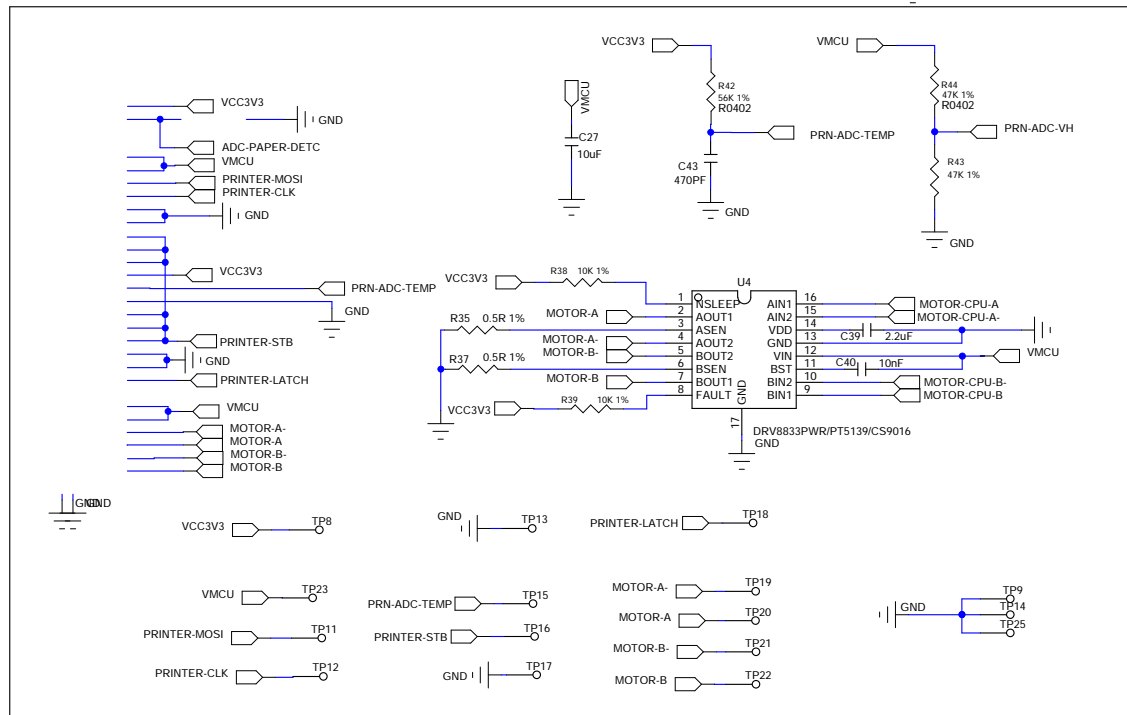 VCC3V3
GND
ADC-PAPER-DETC
VMCU
PRINTER-MOSI
PRINTER-CLK
GND
VCC3V3
PRN-ADC-TEMP
GND
PRINTER-STB
GND
PRINTER-LATCH
VMCU
MOTOR-A-
MOTOR-A
MOTOR-B-
MOTOR-B
GND
GND
VMCU
C27
10uF
VCC3V3
R42
56K 1%
R0402
PRN-ADC-TEMP
C43
470PF
GND
VMCU
R44
47K 1%
R0402
PRN-ADC-VH
R43
47K 1%
GND
VCC3V3
R38 10K 1%
MOTOR-A
R35 0.5R 1%
MOTOR-A-
MOTOR-B-
R37 0.5R 1%
MOTOR-B
VCC3V3
R39 10K 1%
U4
1 NSLEEP AIN1 16
2 AOUT1 AIN2 15
3 ASEN VDD 14
4 AOUT2 GND 13
5 BOUT2 VIN 12
6 BSEN BST 11
7 BOUT1 BIN2 10
8 FAULT BIN1 9
GND
17
GND
DRV8833PWR/PT5139/CS9016
MOTOR-CPU-A
MOTOR-CPU-A-
C39 2.2uF
VMCU
C40 10nF
MOTOR-CPU-B-
MOTOR-CPU-B
VCC3V3 TP8
GND TP13
PRINTER-LATCH TP18
VMCU TP23
PRN-ADC-TEMP TP15
MOTOR-A- TP19
MOTOR-A TP20
PRINTER-MOSI TP11
PRINTER-STB TP16
MOTOR-B- TP21
PRINTER-CLK TP12
GND TP17
MOTOR-B TP22
GND
TP9
TP14
TP25